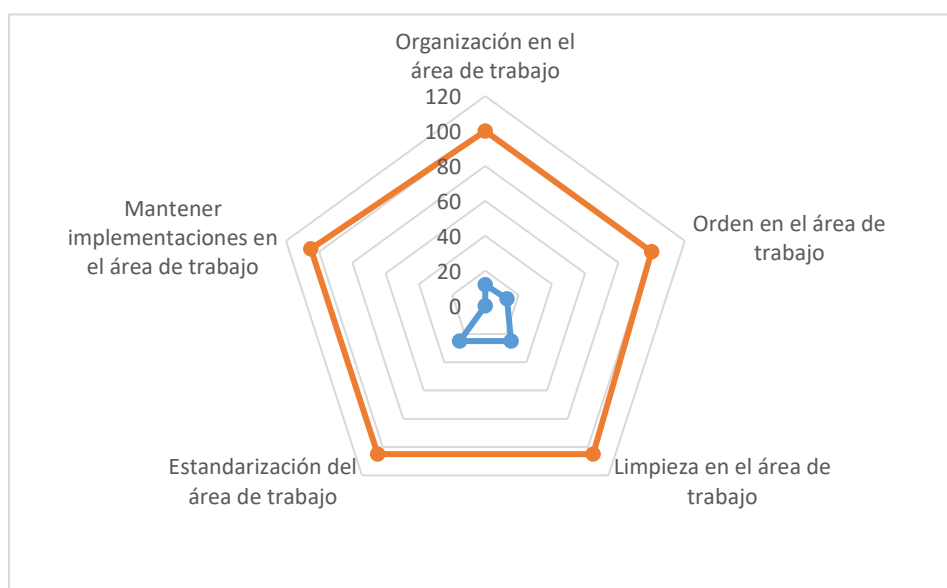 Organización en el
área de trabajo
120
100
80
60
40
20
0
Orden en el área de
trabajo
Limpieza en el área de
trabajo
Estandarización del
área de trabajo
Mantener
implementaciones en
el área de trabajo